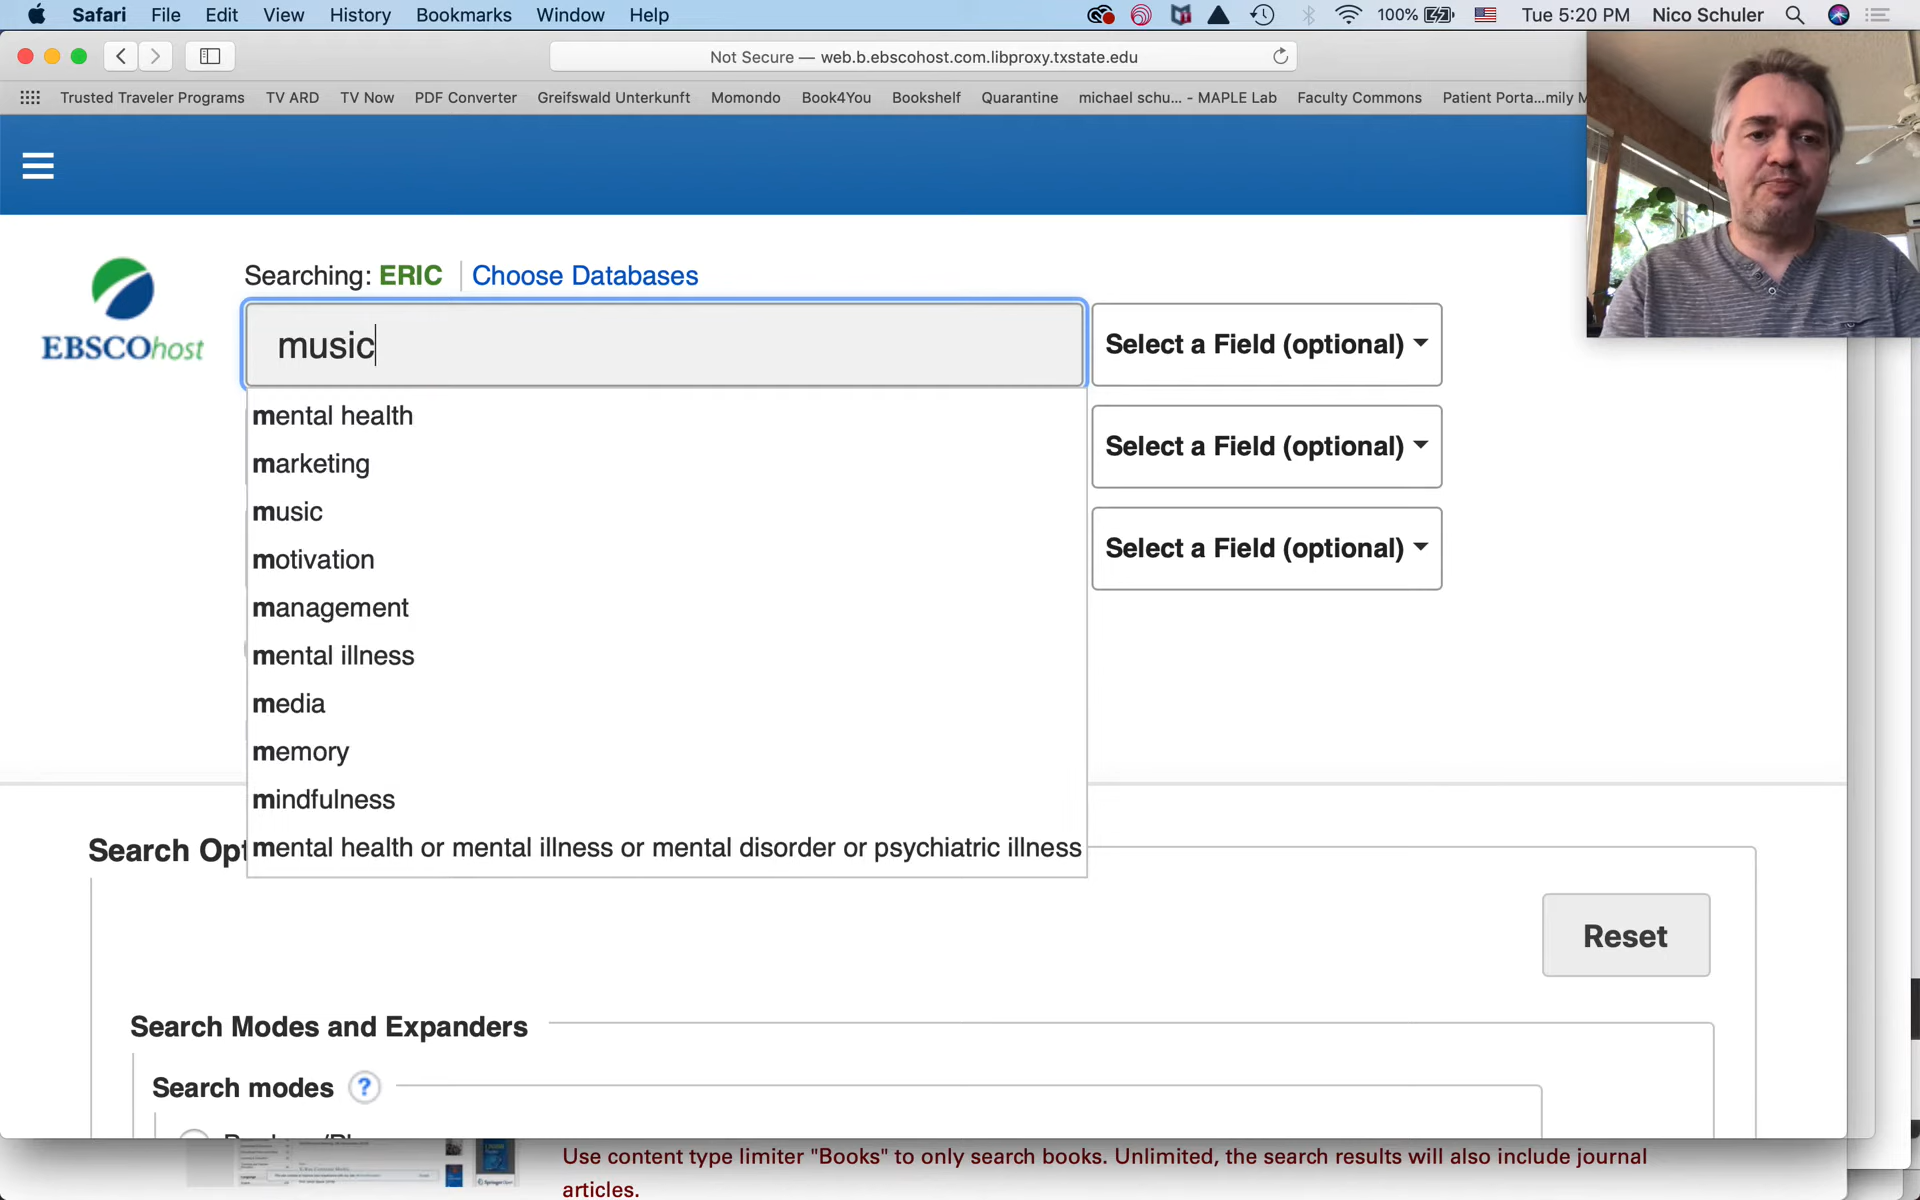 Safari File Edit View History Bookmarks Window Help 100% Tue 5:20 PM Nico Schuler
Not Secure — web.b.ebscohost.com.libproxy.txstate.edu
Trusted Traveler Programs TV ARD TV Now PDF Converter Greifswald Unterkunft Momondo Book4You Bookshelf Quarantine michael schu... - MAPLE Lab Faculty Commons Patient Porta...mily M
Searching: ERIC Choose Databases
EBSCOhost
music
Select a Field (optional)
mental health
marketing
Select a Field (optional)
music
motivation
Select a Field (optional)
management
mental illness
media
memory
mindfulness
mental health or mental illness or mental disorder or psychiatric illness
Search Opt
Reset
Search Modes and Expanders
Search modes ?
Use content type limiter "Books" to only search books. Unlimited, the search results will also include journal
articles.